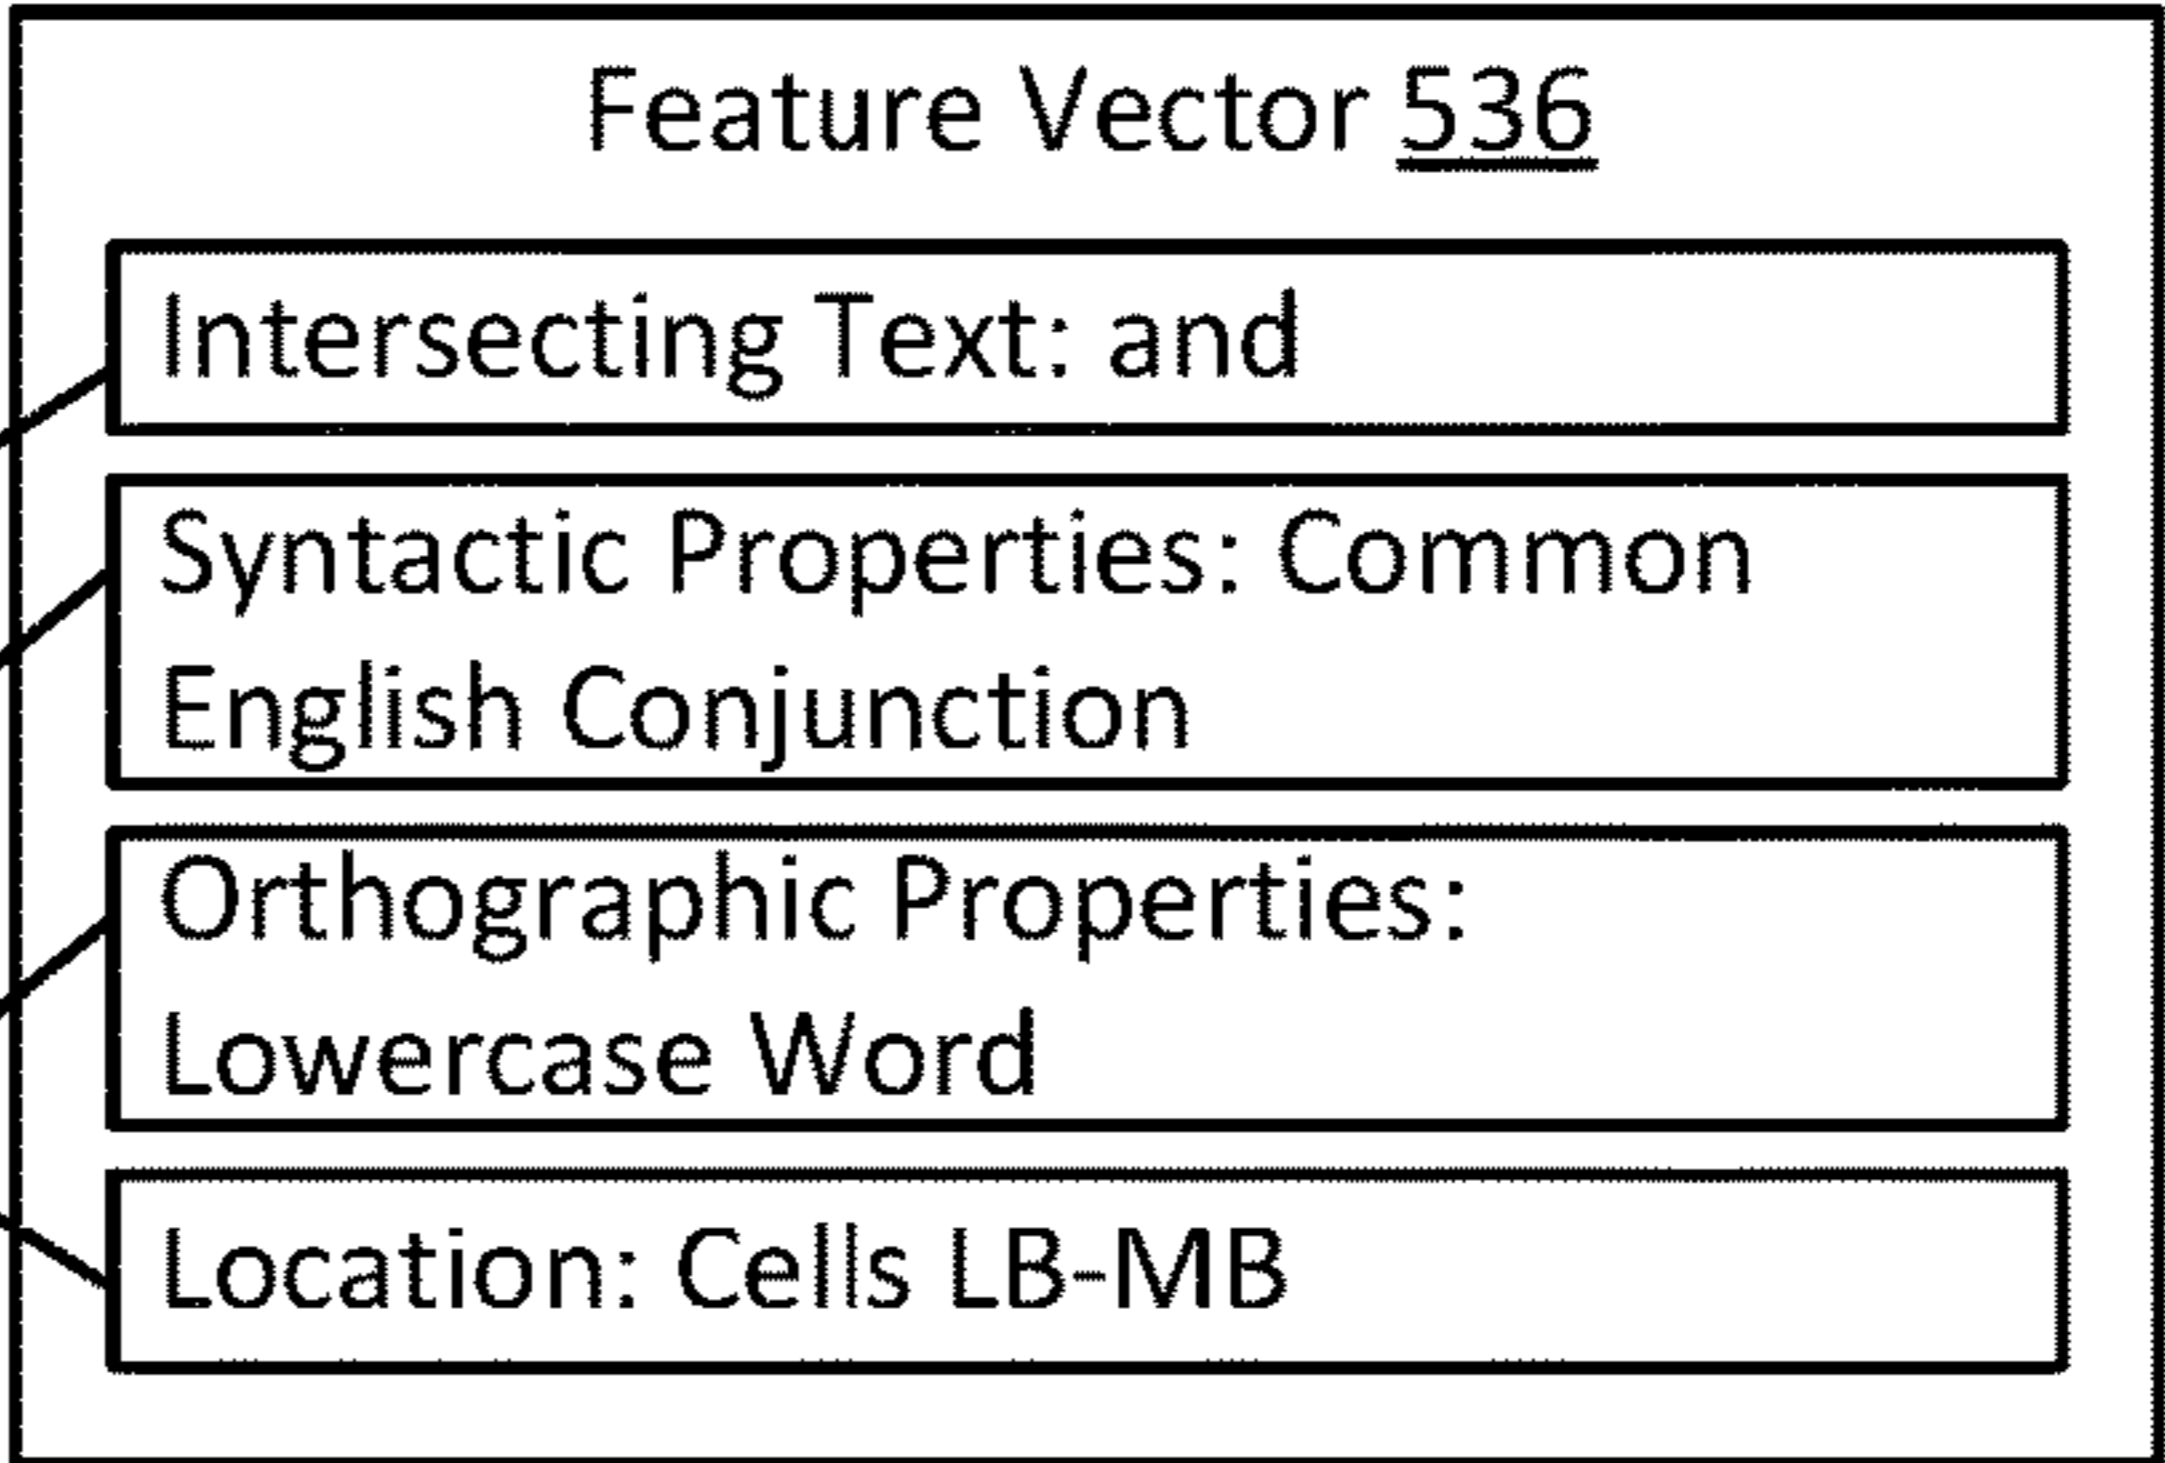 Feature Vector 536
Intersecting Text: and
Syntactic Properties: Common
English Conjunction
Orthographic Properties:
Lowercase Word
Location: Cells LB-MB